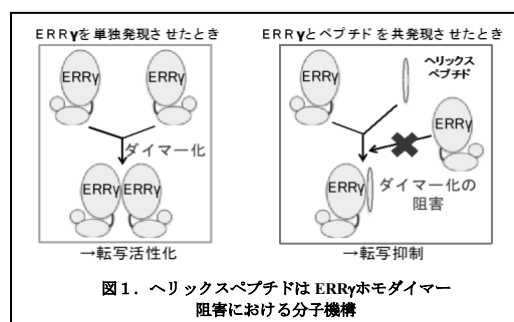 ERRγを単独発現させたとき
ERRγとペプチドを共発現させたとき
ERRγ
ERRγ
ダイマー化
ERRγ
ERRγ
→転写活性化
ERRγ
ヘリックス
ペプチド
ERRγ
ERRγ
ダイマー化の
阻害
→転写抑制
図1．ヘリックスペプチドは ERRγホモダイマー
阻害における分子機構